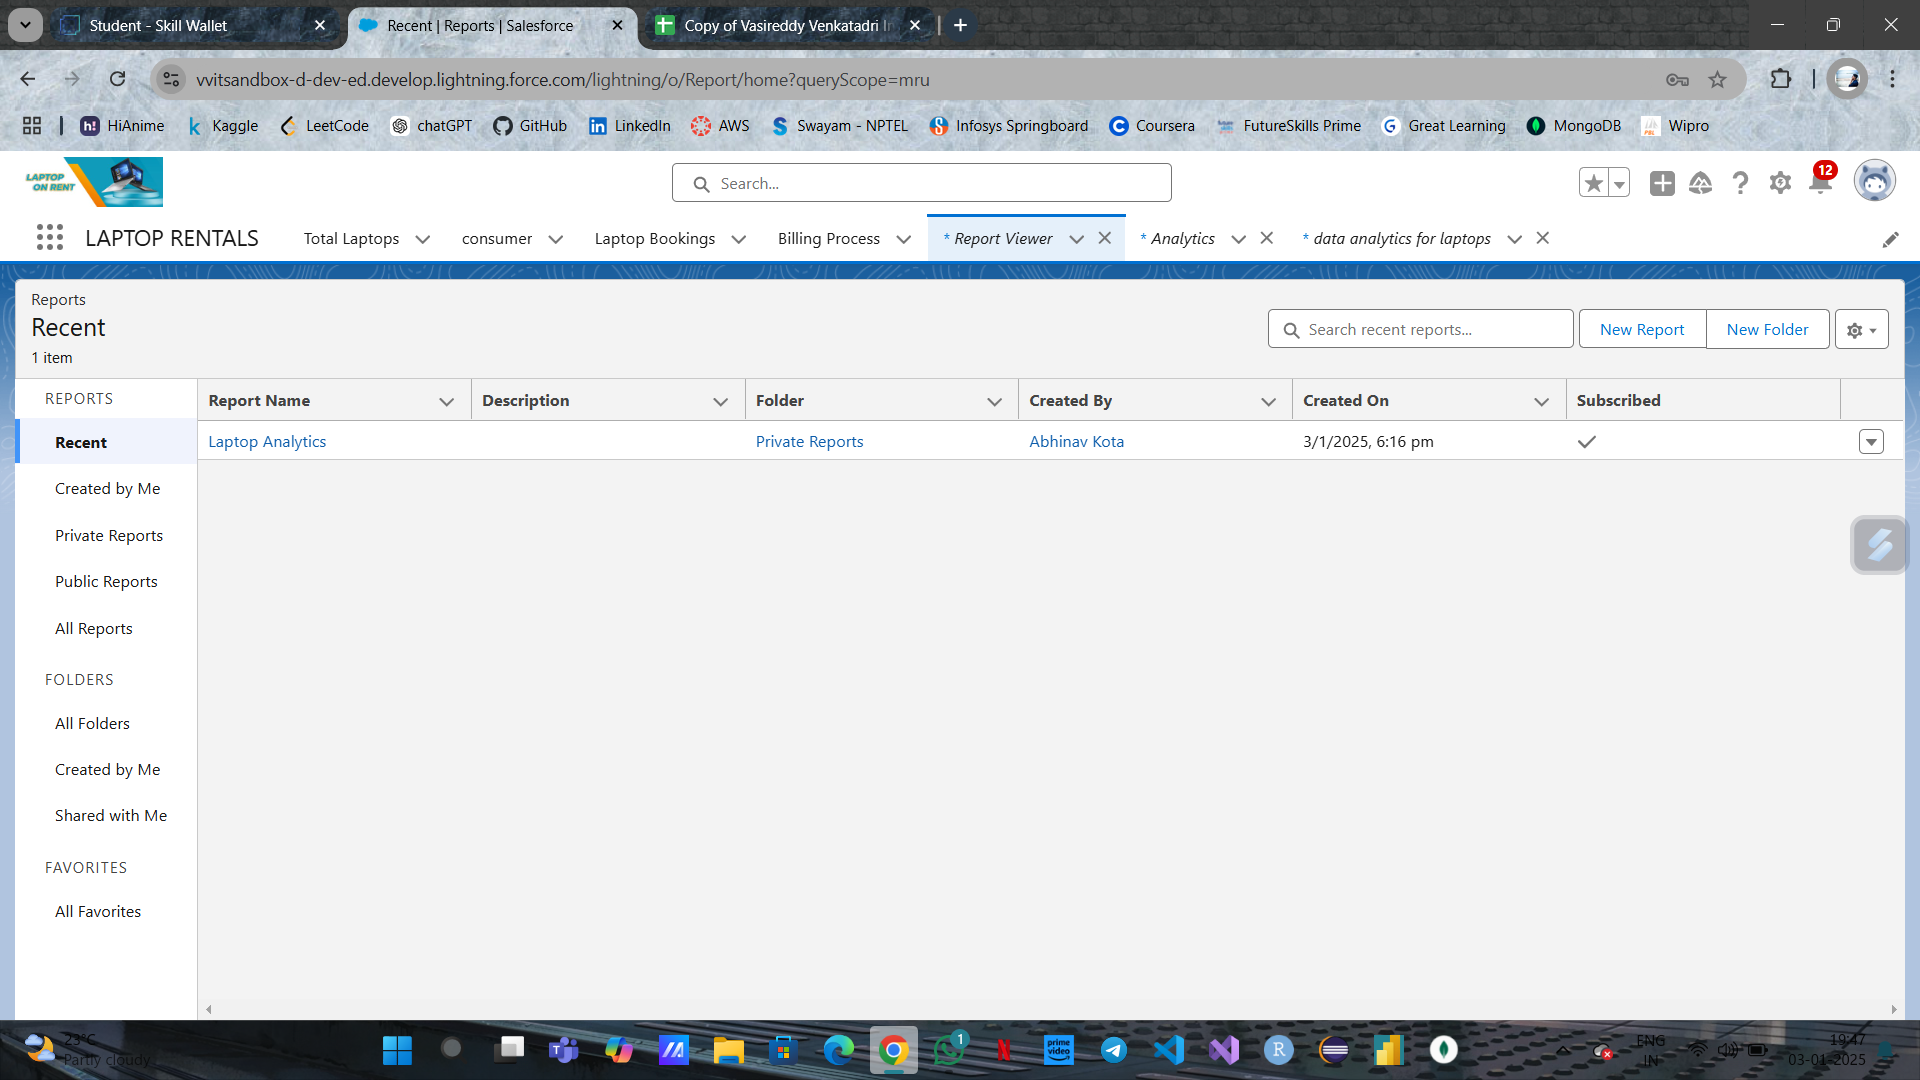 Student - Skill Wallet
Recent | Reports | Salesforce
Copy of Vasireddy Venkatadri In
vvitsandbox-d-dev-ed.develop.lightning.force.com/lightning/o/Report/home?queryScope=mru
HiAnime
Kaggle
LeetCode
chatGPT
GitHub
LinkedIn
AWS
Swayam - NPTEL
Infosys Springboard
Coursera
FutureSkills Prime
Great Learning
MongoDB
Wipro
LAPTOP
ON RENT
Search...
12
LAPTOP RENTALS
Total Laptops
consumer
Laptop Bookings
Billing Process
* Report Viewer
* Analytics
* data analytics for laptops
Reports
Recent
1 item
Search recent reports...
New Report
New Folder
REPORTS
Report Name
Description
Folder
Created By
Created On
Subscribed
Recent
Laptop Analytics
Private Reports
Abhinav Kota
3/1/2025, 6:16 pm
Created by Me
Private Reports
Public Reports
All Reports
FOLDERS
All Folders
Created by Me
Shared with Me
FAVORITES
All Favorites
23°C
Partly cloudy
1
prime video
ENG
IN
19:47
03-01-2025